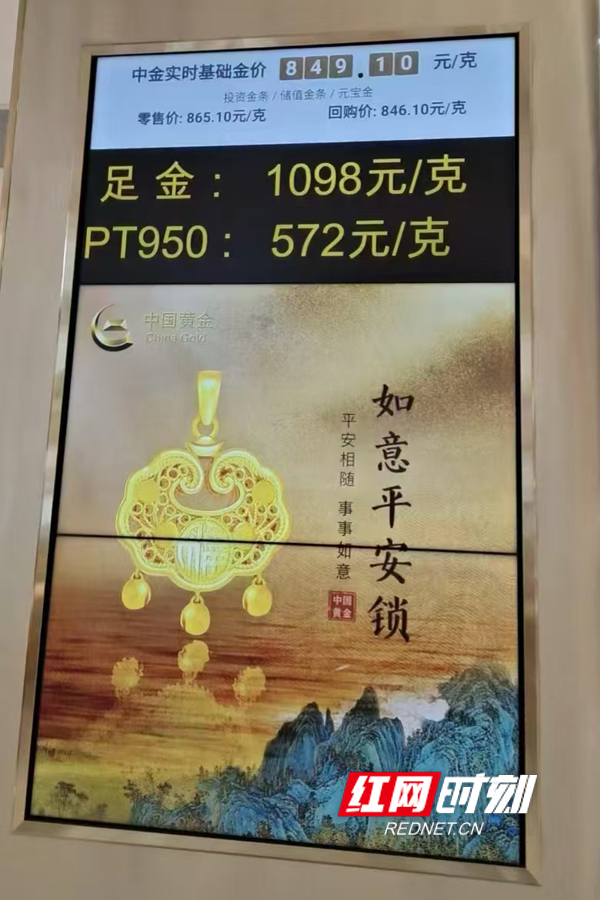 中金实时基础金价 849.10 元/克
投资金条 / 储值金条 / 元宝金
零售价: 865.10元/克 回购价: 846.10元/克
足金: 1098元/克
PT950: 572元/克
中国黄金
China Gold
如意平安锁
平安相随 事事如意
中国
黄金
红网时刻
REDNET.CN